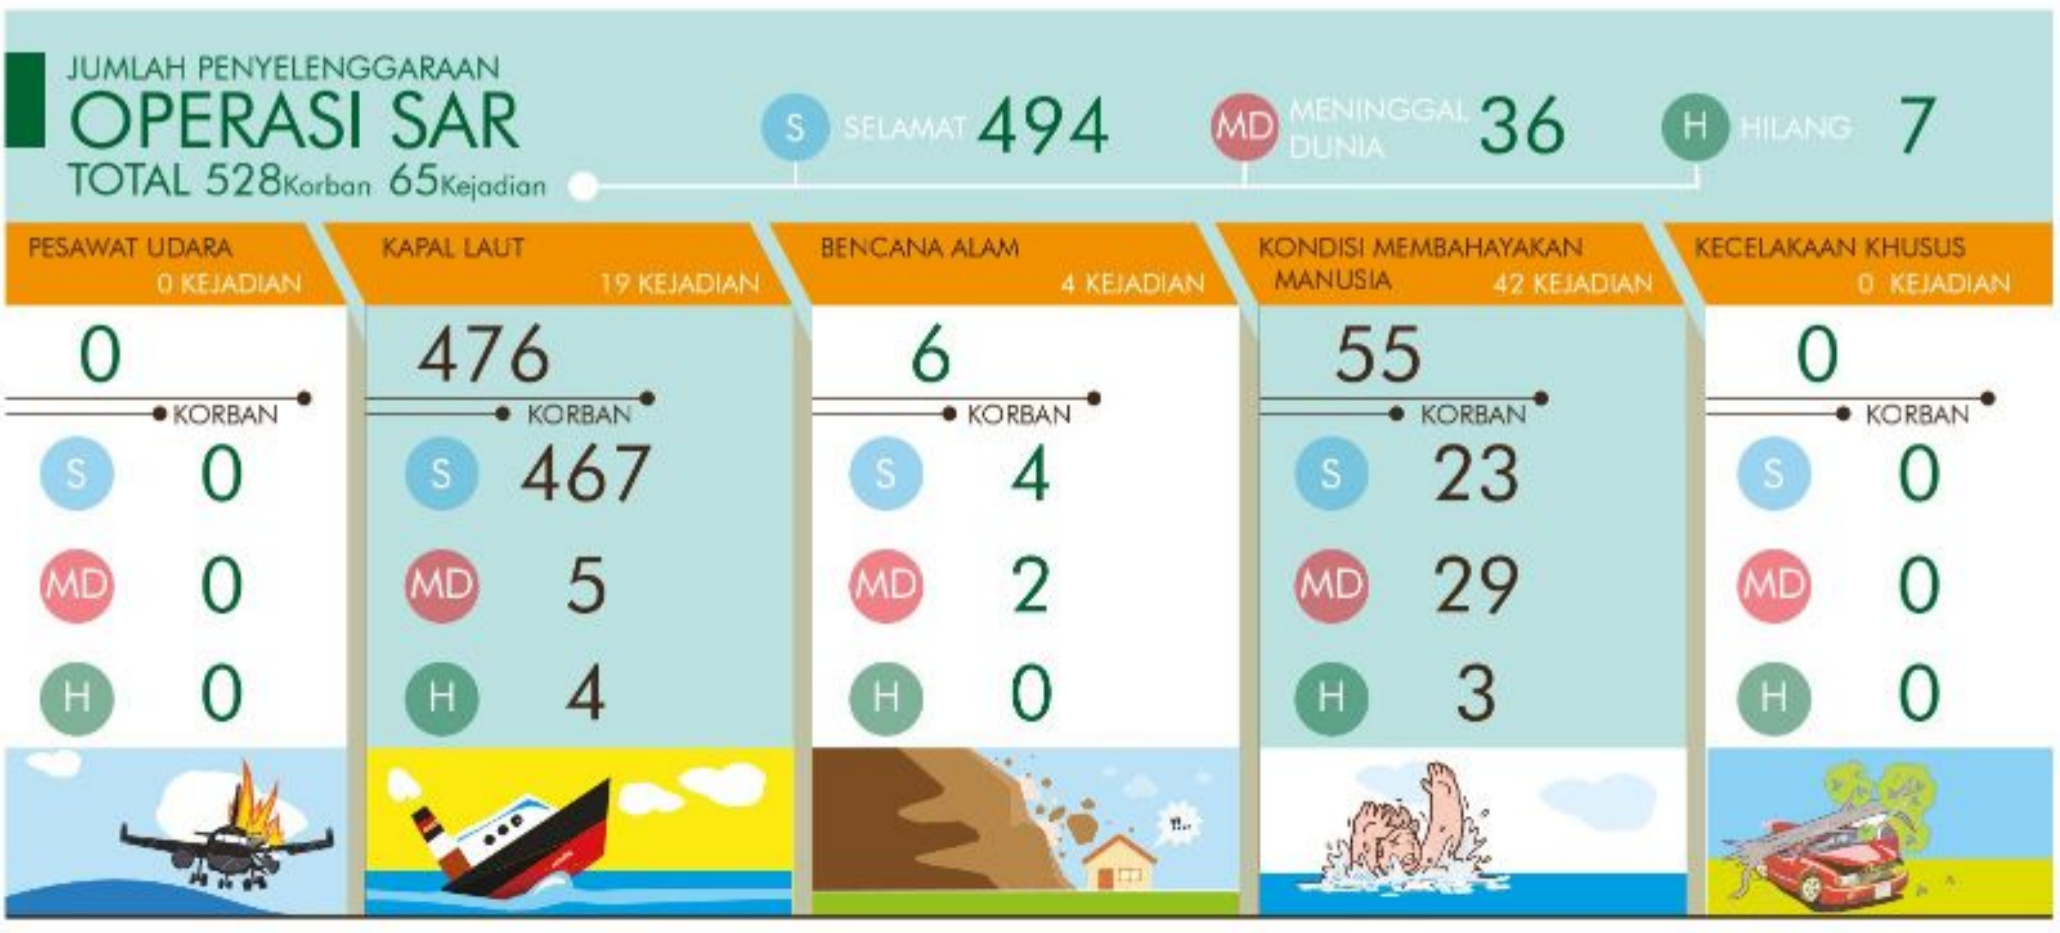 JUMLAH PENYELENGGARAAN
OPERASI SAR
TOTAL 528Korban 65Kejadian
S SELAMAT 494
MD MENINGGAL DUNIA 36
H HILANG 7
PESAWAT UDARA
0 KEJADIAN
0
KORBAN
S 0
MD 0
H 0
KAPAL LAUT
19 KEJADIAN
476
KORBAN
S 467
MD 5
H 4
BENCANA ALAM
4 KEJADIAN
6
KORBAN
S 4
MD 2
H 0
!!..
KONDISI MEMBAHAYAKAN
MANUSIA 42 KEJADIAN
55
KORBAN
S 23
MD 29
H 3
KECELAKAAN KHUSUS
0 KEJADIAN
0
KORBAN
S 0
MD 0
H 0